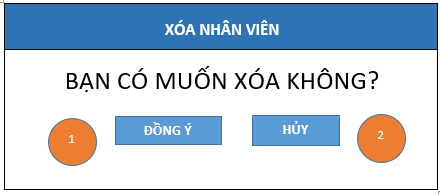 XÓA NHÂN VIÊN
BẠN CÓ MUỐN XÓA KHÔNG?
1 ĐỒNG Ý HỦY 2